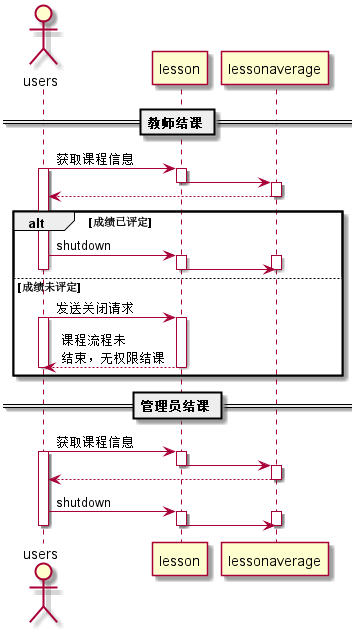 users
lesson
lessonaverage
教师结课
获取课程信息
alt
[成绩已评定]
shutdown
[成绩未评定]
发送关闭请求
课程流程未
结束，无权限结课
管理员结课
获取课程信息
shutdown
users
lesson
lessonaverage